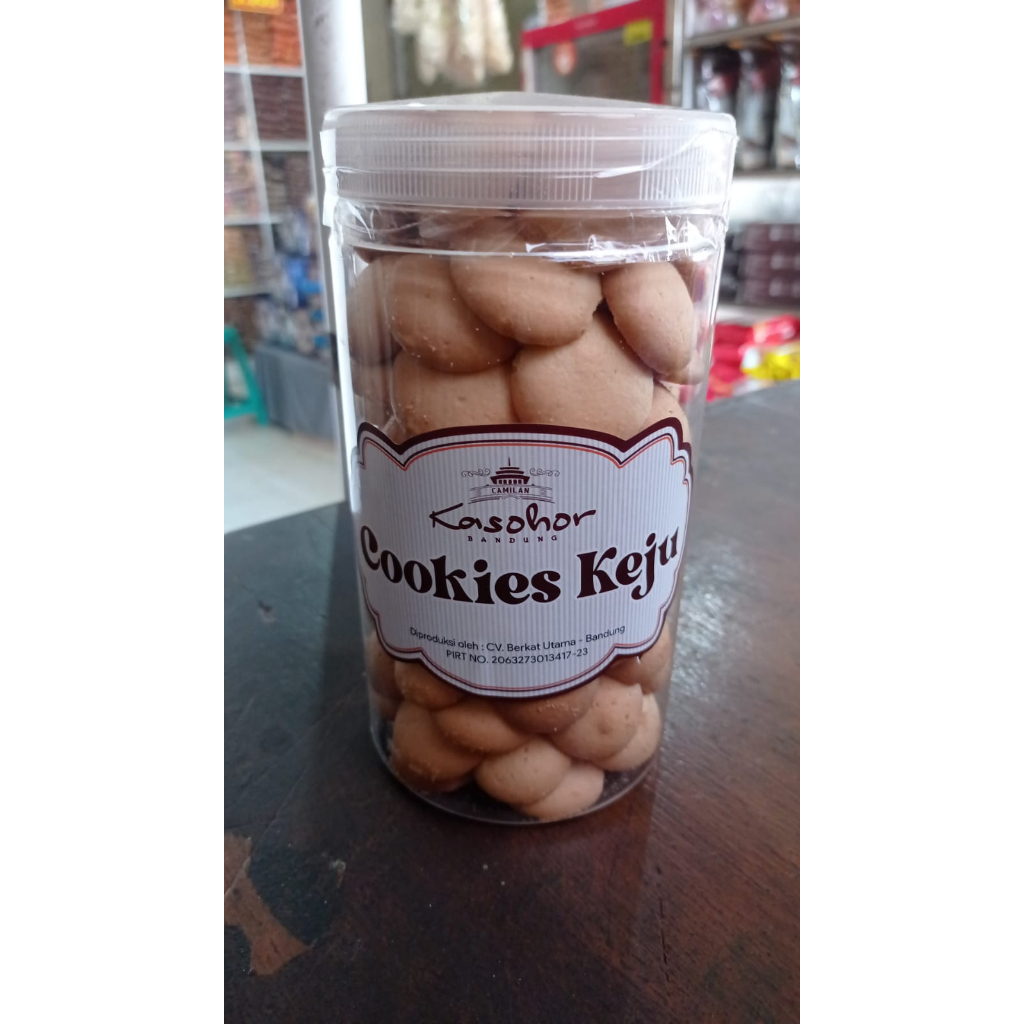 CAMILAN
Kasohor
BANDUNG
Cookies Keju
Diproduksi oleh : CV. Berkat Utama - Bandung
PIRT NO. 2063273013417-23